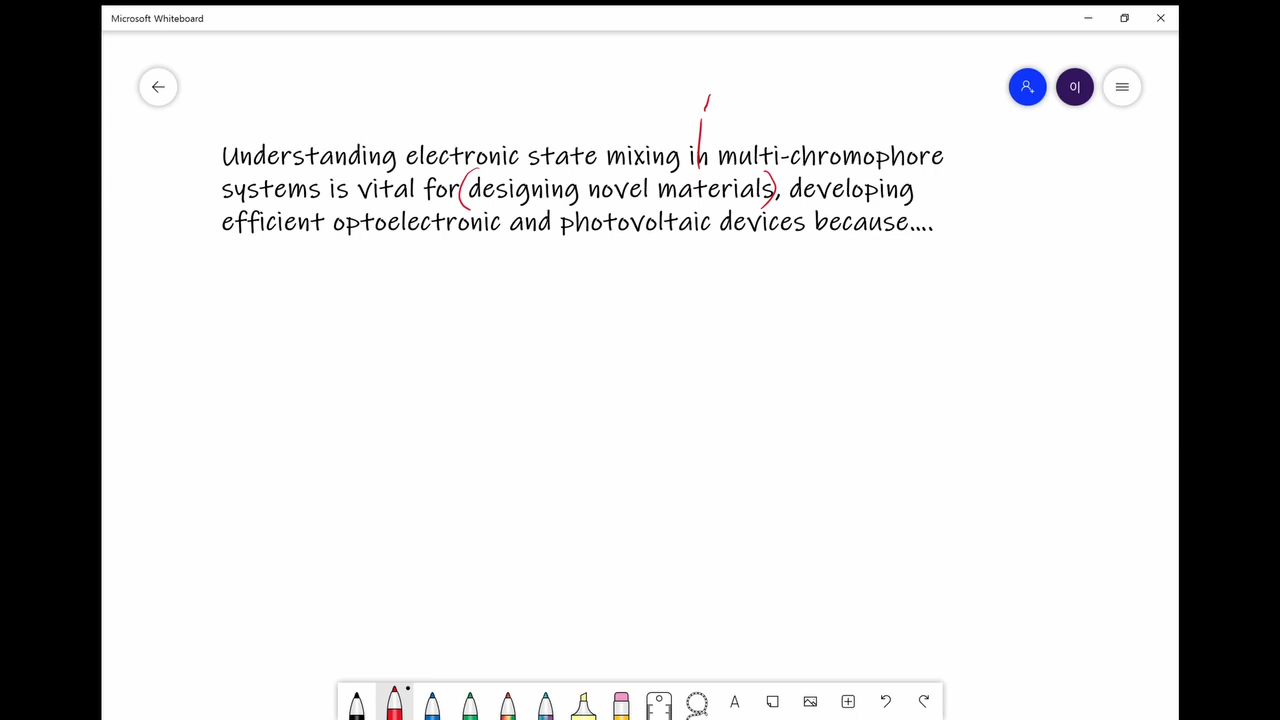 Microsoft Whiteboard
이
Understanding electronic state mixing in multi-chromophore
systems is vital for (designing novel materials), developing
efficient optoelectronic and photovoltaic devices because....
A